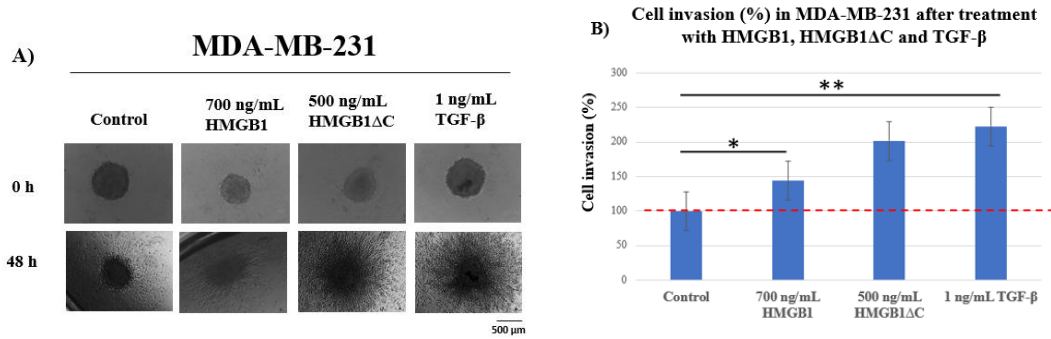 A)
MDA-MB-231
Control
700 ng/mL
HMGB1
500 ng/mL
HMGB1ΔC
1 ng/mL
TGF-β
0 h
48 h
500 μm
B)
Cell invasion (%) in MDA-MB-231 after treatment
with HMGB1, HMGB1ΔC and TGF-β
Cell invasion (%)
300
250
200
150
100
50
0
*
**
Control
700 ng/mL
HMGB1
500 ng/mL
HMGB1ΔC
1 ng/mL TGF-β